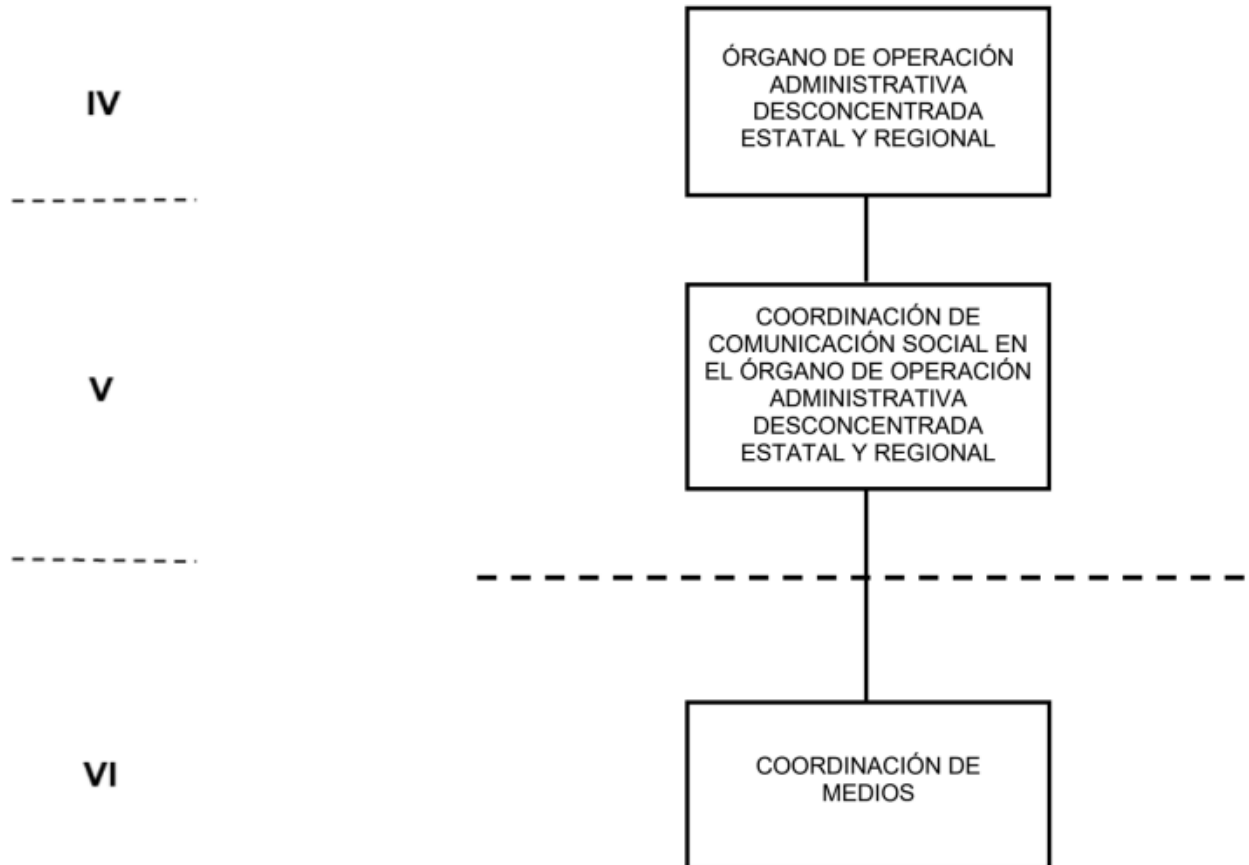 IV
ÓRGANO DE OPERACIÓN
ADMINISTRATIVA
DESCONCENTRADA
ESTATAL Y REGIONAL
V
COORDINACIÓN DE
COMUNICACIÓN SOCIAL EN
EL ÓRGANO DE OPERACIÓN
ADMINISTRATIVA
DESCONCENTRADA
ESTATAL Y REGIONAL
VI
COORDINACIÓN DE
MEDIOS